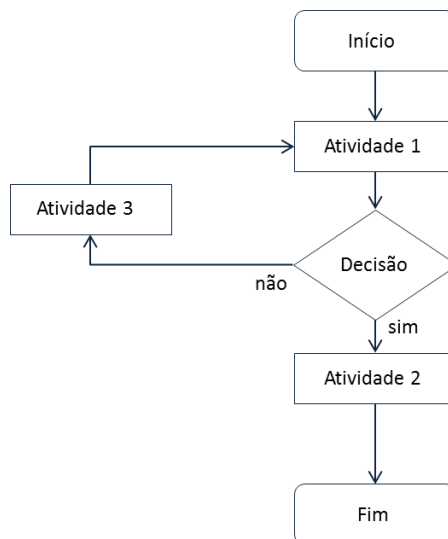 Início
Atividade 1
Atividade 3
Decisão
não
sim
Atividade 2
Fim